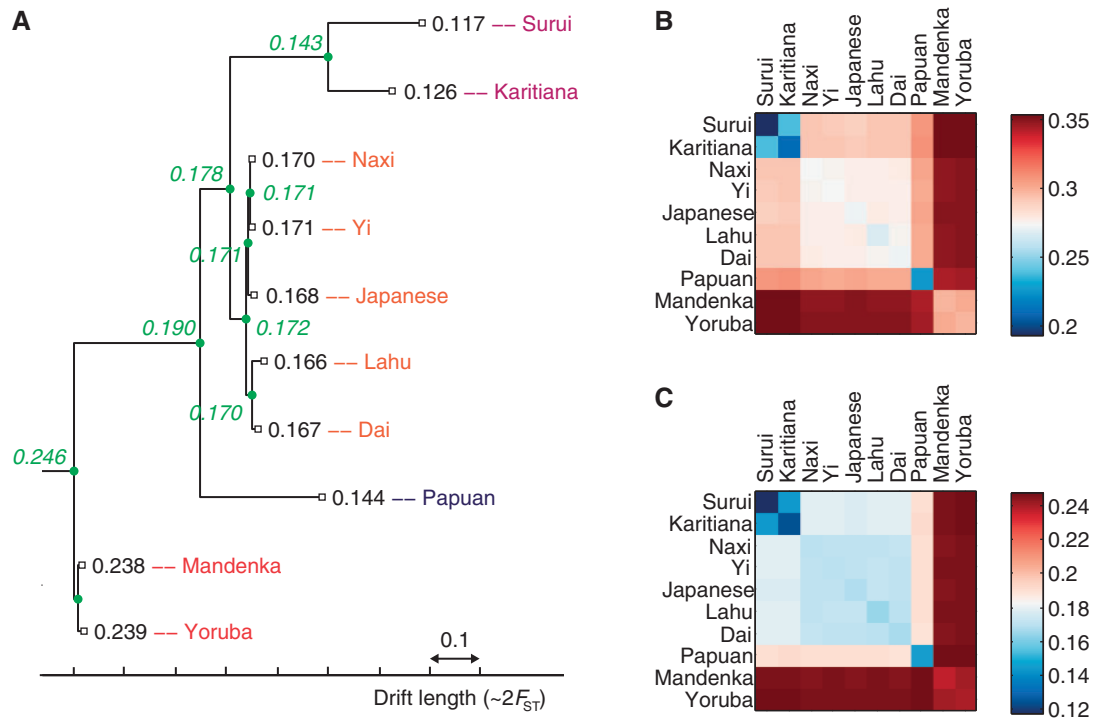 A
0.143
0.117 –– Surui
0.126 –– Karitiana
0.178
0.170 –– Naxi
0.171
0.171 –– Yi
0.171
0.168 –– Japanese
0.190
0.172
0.166 –– Lahu
0.170
0.167 –– Dai
0.246
0.144 –– Papuan
0.238 –– Mandenka
0.239 –– Yoruba
0.1
Drift length (~2FST)
B
Surui
Karitiana
Naxi
Yi
Japanese
Lahu
Dai
Papuan
Mandenka
Yoruba
Surui
Karitiana
Naxi
Yi
Japanese
Lahu
Dai
Papuan
Mandenka
Yoruba
0.35
0.3
0.25
0.2
C
Surui
Karitiana
Naxi
Yi
Japanese
Lahu
Dai
Papuan
Mandenka
Yoruba
Surui
Karitiana
Naxi
Yi
Japanese
Lahu
Dai
Papuan
Mandenka
Yoruba
0.24
0.22
0.2
0.18
0.16
0.14
0.12